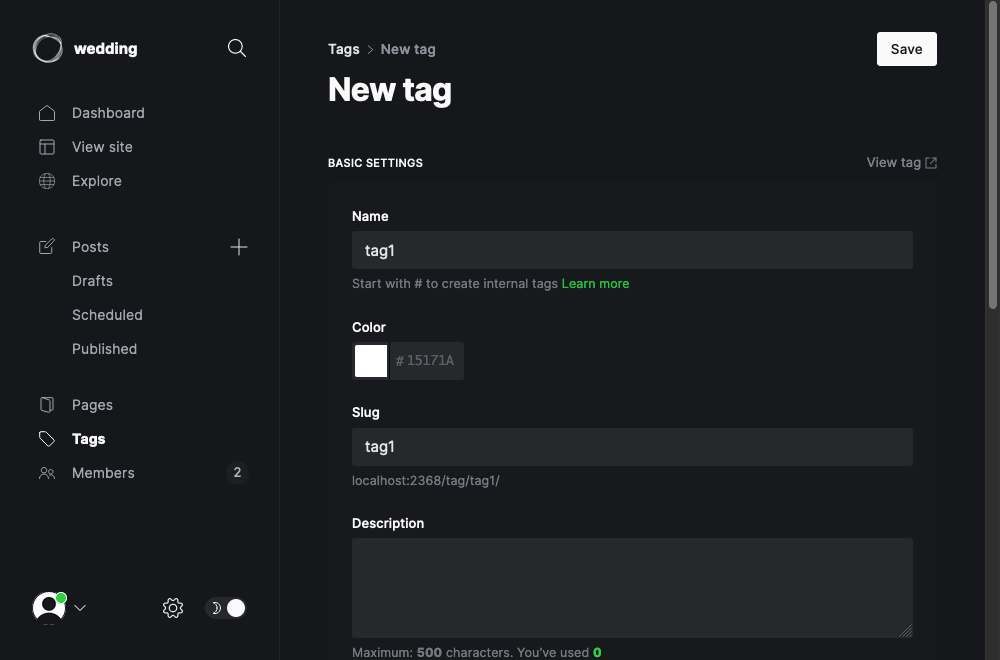 wedding
Dashboard
View site
Explore
Posts
Drafts
Scheduled
Published
Pages
Tags
Members 2
Tags > New tag
Save
New tag
BASIC SETTINGS
View tag
Name
tag1
Start with # to create internal tags Learn more
Color
# 15171A
Slug
tag1
localhost:2368/tag/tag1/
Description
Maximum: 500 characters. You've used 0